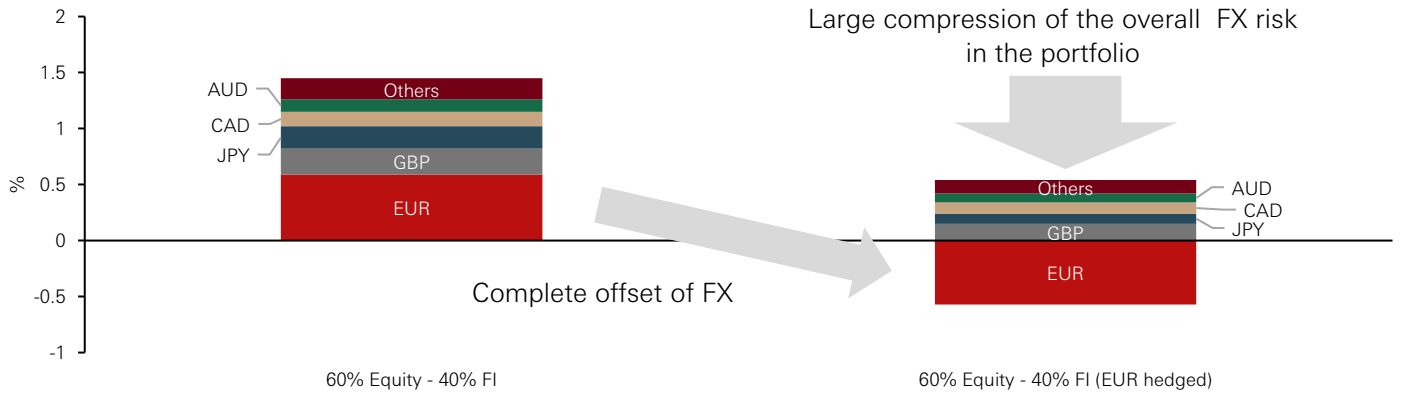 Large compression of the overall FX risk
in the portfolio
2
1.5
1
0.5
0
-0.5
-1
%
AUD
CAD
JPY
Others
GBP
EUR
Complete offset of FX
Others
GBP
EUR
AUD
CAD
JPY
60% Equity - 40% FI
60% Equity - 40% FI (EUR hedged)